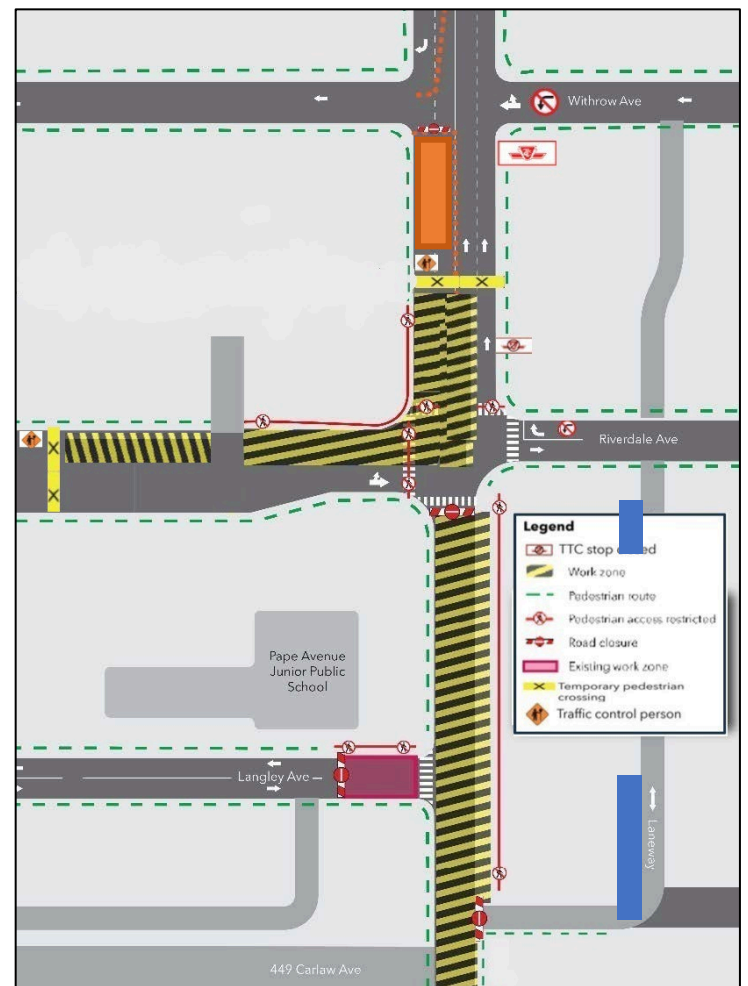 Withrow Ave
Riverdale Ave
Legend
TTC stop
Work zone
Pedestrian route
Pedestrian access restricted
Road closure
Existing work zone
Temporary pedestrian
crossing
Traffic control person
Pape Avenue
Junior Public
School
Langley Ave
Laneway
449 Carlaw Ave